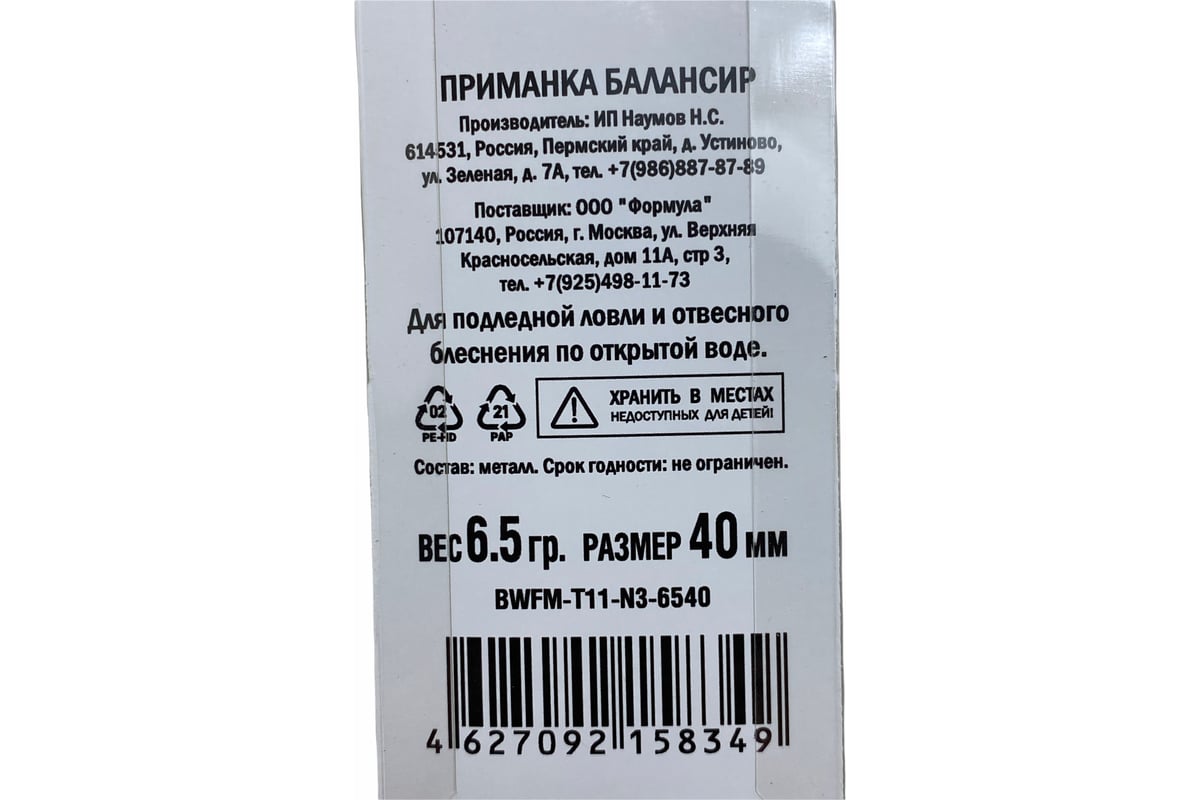 ПРИМАНКА БАЛАНСИР
Производитель: ИП Наумов Н.С.
614531, Россия, Пермский край, д. Устиново,
ул. Зеленая, д. 7А, тел. +7(986)887-87-89
Поставщик: ООО "Формула"
107140, Россия, г. Москва, ул. Верхняя
Красносельская, дом 11А, стр 3,
тел. +7(925)498-11-73
Для подледной ловли и отвесного
блеснения по открытой воде.
02 21 ХРАНИТЬ В МЕСТАХ
НЕДОСТУПНЫХ ДЛЯ ДЕТЕЙ!
PE-HD PAP
Состав: металл. Срок годности: не ограничен.
ВЕС 6.5 гр. РАЗМЕР 40 мм
BWFM-T11-N3-6540
4 627092 158349